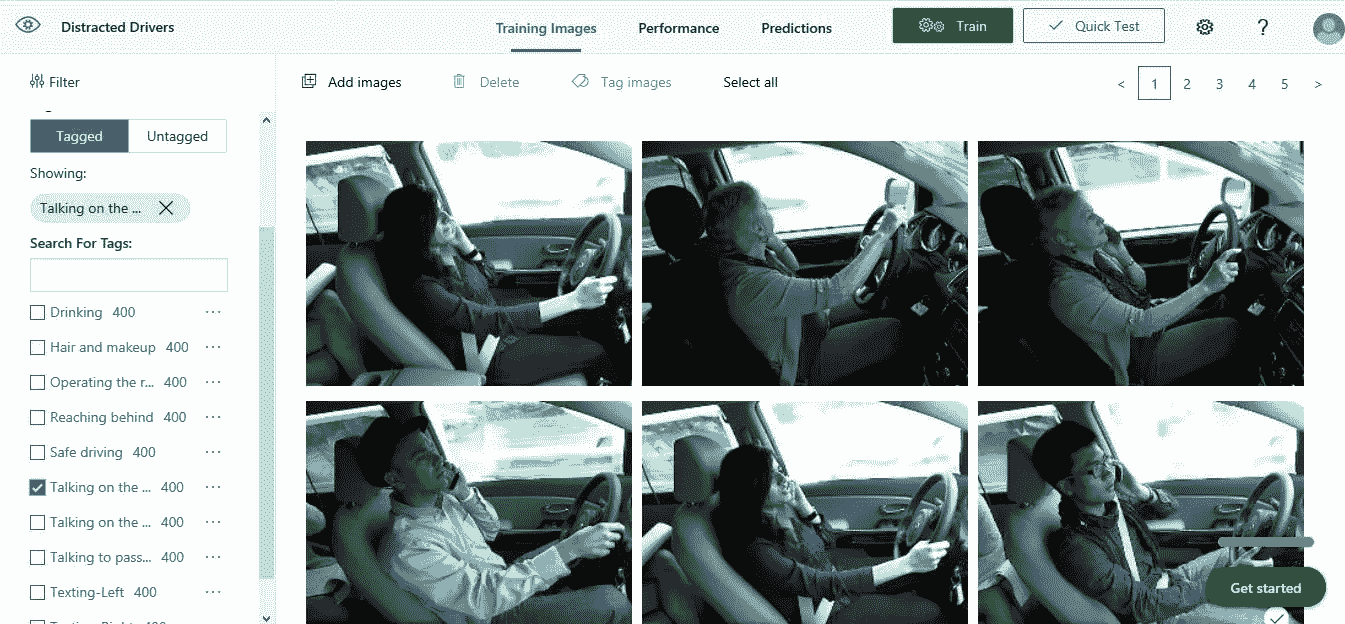 Distracted Drivers
Training Images
Performance
Predictions
Train
Quick Test
?
Filter
Add images
Delete
Tag images
Select all
< 1 2 3 4 5 >
Tagged
Untagged
Showing:
Talking on the ...
Search For Tags:
Drinking 400
Hair and makeup 400
Operating the r... 400
Reaching behind 400
Safe driving 400
Talking on the ... 400
Talking on the ... 400
Talking to pass... 400
Texting-Left 400
Get started